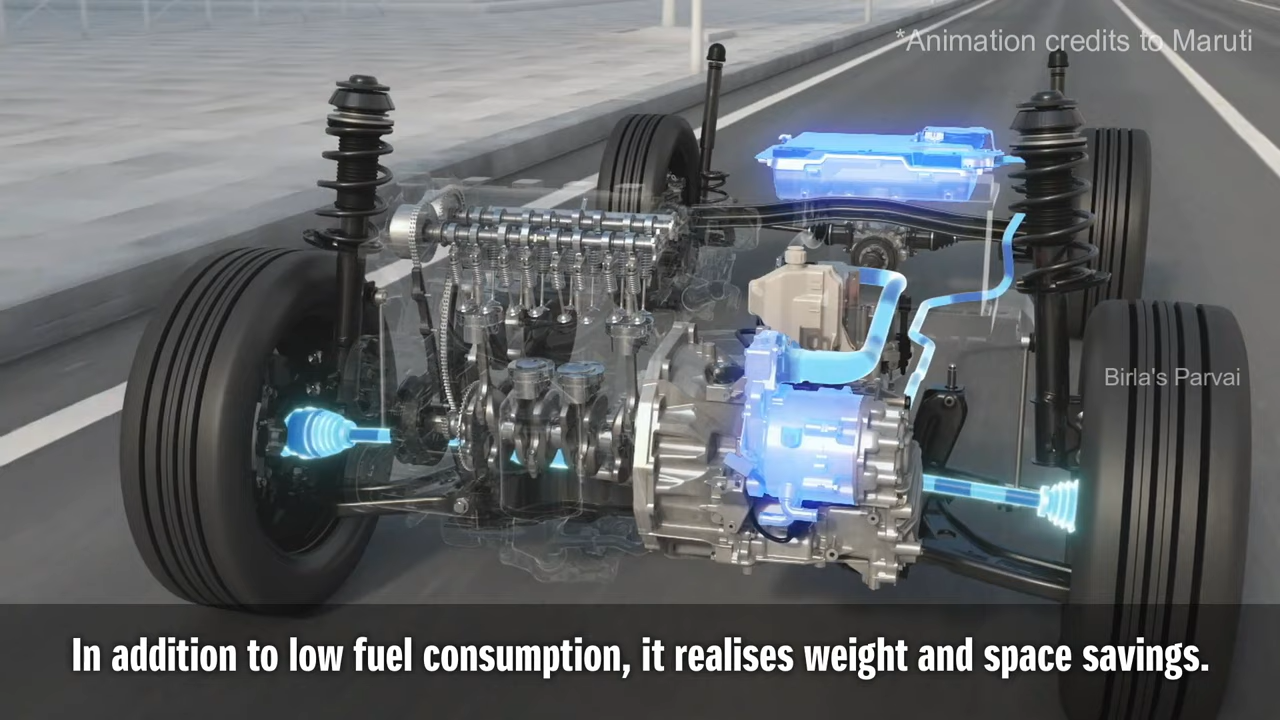 *Animation credits to Maruti
Birla's Parvai
In addition to low fuel consumption, it realises weight and space savings.